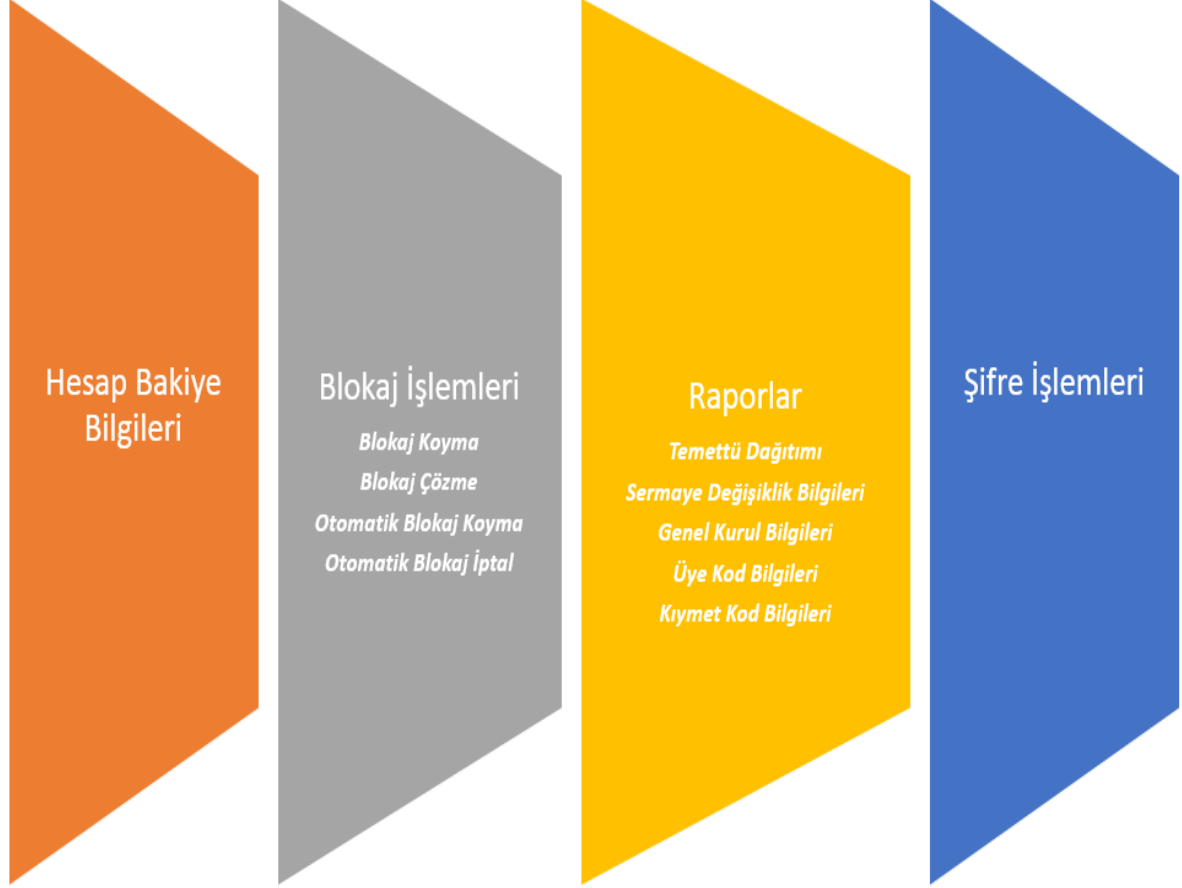 Hesap Bakiye
Bilgileri
Blokaj İşlemleri
Blokaj Koyma
Blokaj Çözme
Otomatik Blokaj Koyma
Otomatik Blokaj İptal
Raporlar
Temettü Dağıtımı
Sermaye Değişiklik Bilgileri
Genel Kurul Bilgileri
Üye Kod Bilgileri
Kıymet Kod Bilgileri
Şifre İşlemleri